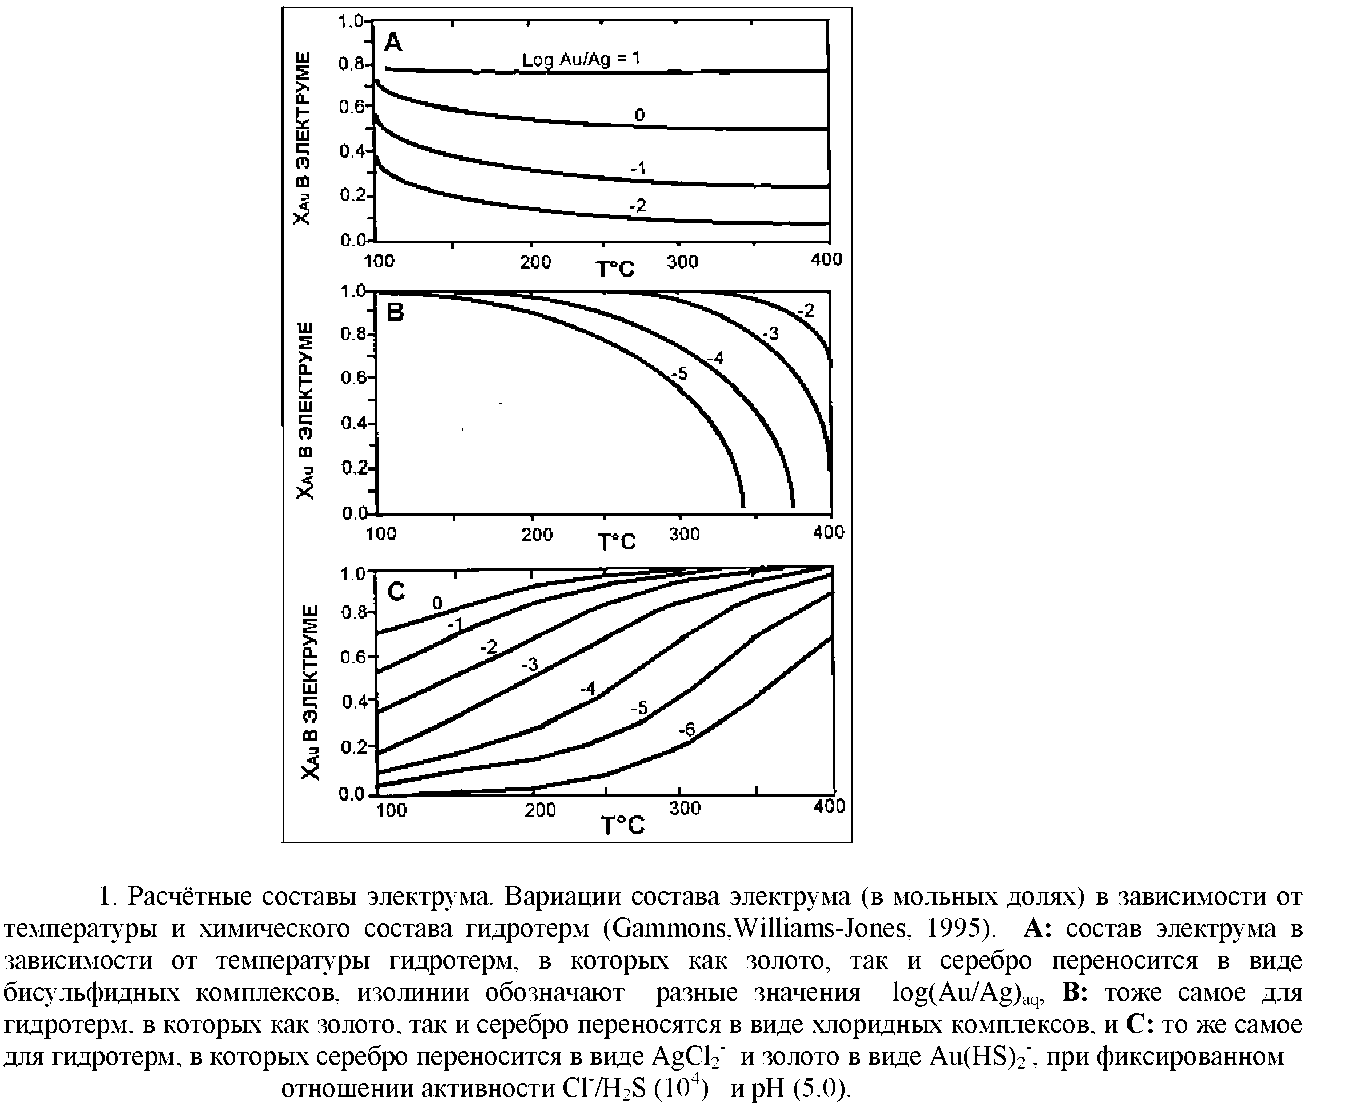 A
Log Au/Ag = 1
0
-1
-2
XAu В ЭЛЕКТРУМЕ
1.0
0.8
0.6
0.4
0.2
0.0
100 200 300 400
T°C
B
-2
-3
-4
-5
XAu В ЭЛЕКТРУМЕ
1.0
0.8
0.6
0.4
0.2
0.0
100 200 300 400
T°C
C
0
-1
-2
-3
-4
-5
-6
XAu В ЭЛЕКТРУМЕ
1.0
0.8
0.6
0.4
0.2
0.0
100 200 300 400
T°C
1. Расчётные составы электрума. Вариации состава электрума (в мольных долях) в зависимости от
температуры и химического состава гидротерм (Gammons,Williams-Jones, 1995). A: состав электрума в
зависимости от температуры гидротерм, в которых как золото, так и серебро переносится в виде
бисульфидных комплексов, изолинии обозначают разные значения log(Au/Ag)aq, B: тоже самое для
гидротерм, в которых как золото, так и серебро переносятся в виде хлоридных комплексов, и C: то же самое
для гидротерм, в которых серебро переносится в виде AgCl2- и золото в виде Au(HS)2-, при фиксированном
отношении активности Cl-/H2S (10^4) и pH (5.0).